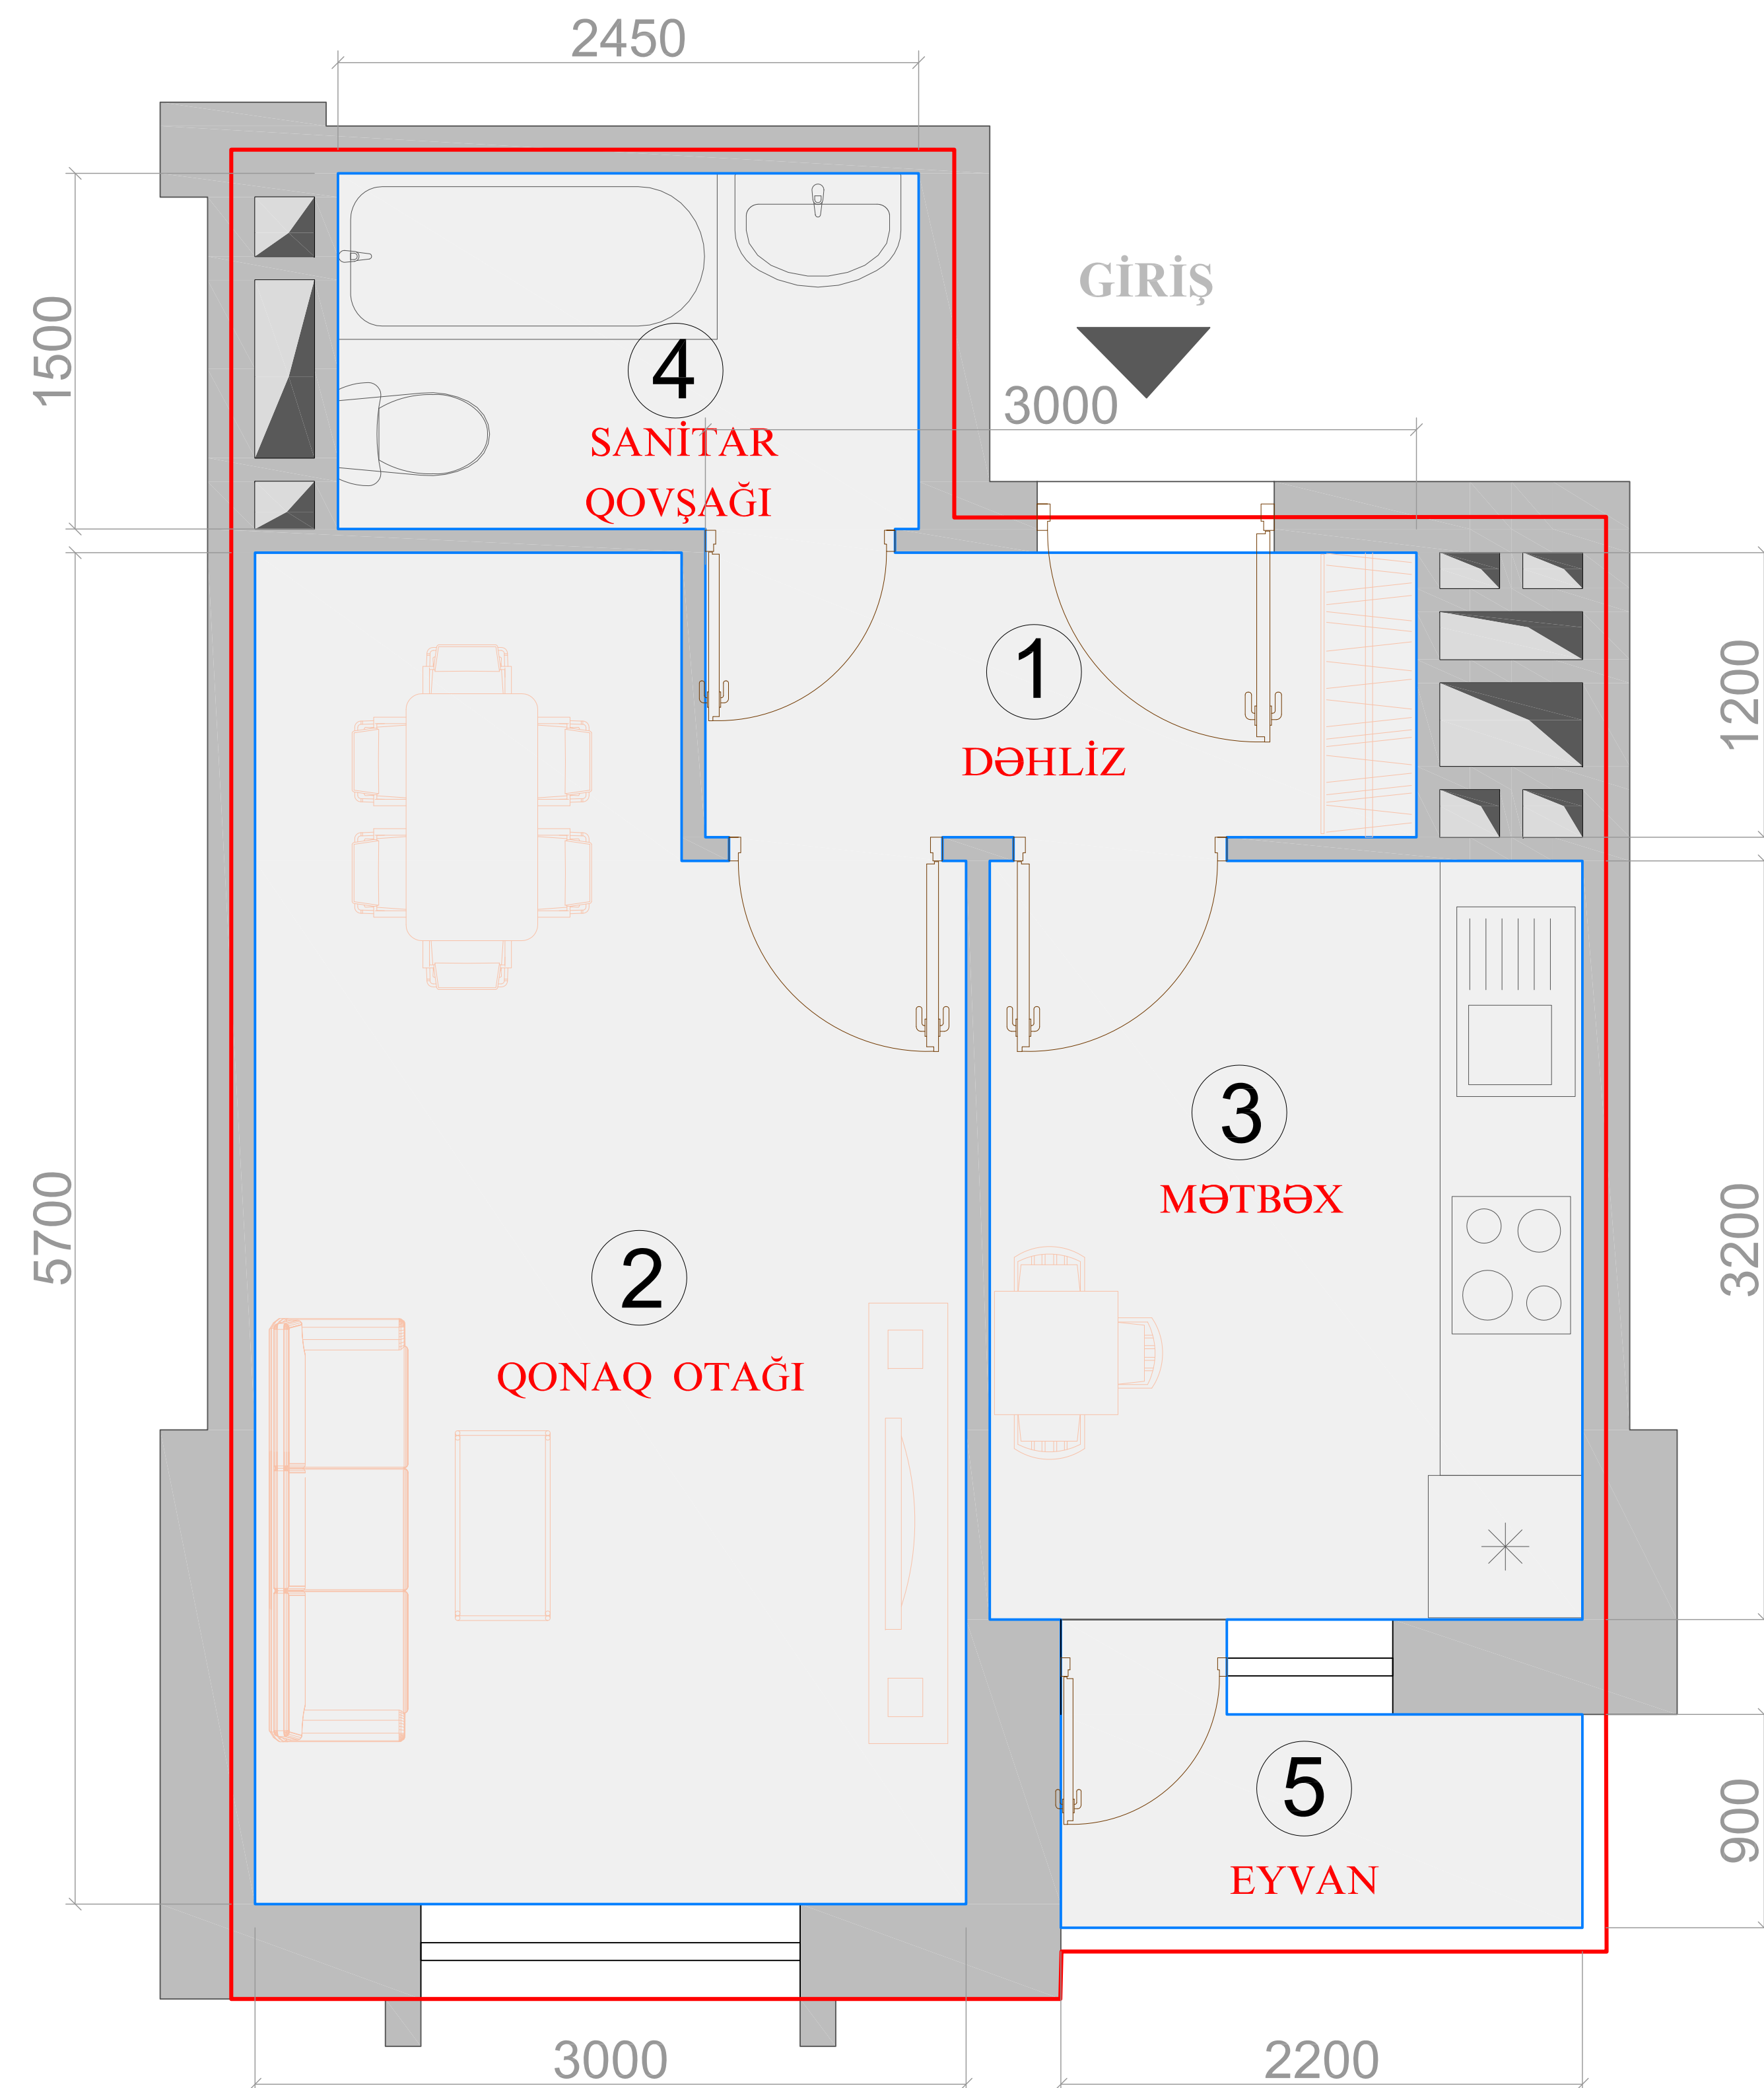 2450
GİRİŞ
1500
4
3000
SANİTAR
QOVŞAĞI
1
1200
DƏHLİZ
3
5700
3200
MƏTBƏX
2
QONAQ OTAĞI
5
900
EYVAN
3000
2200